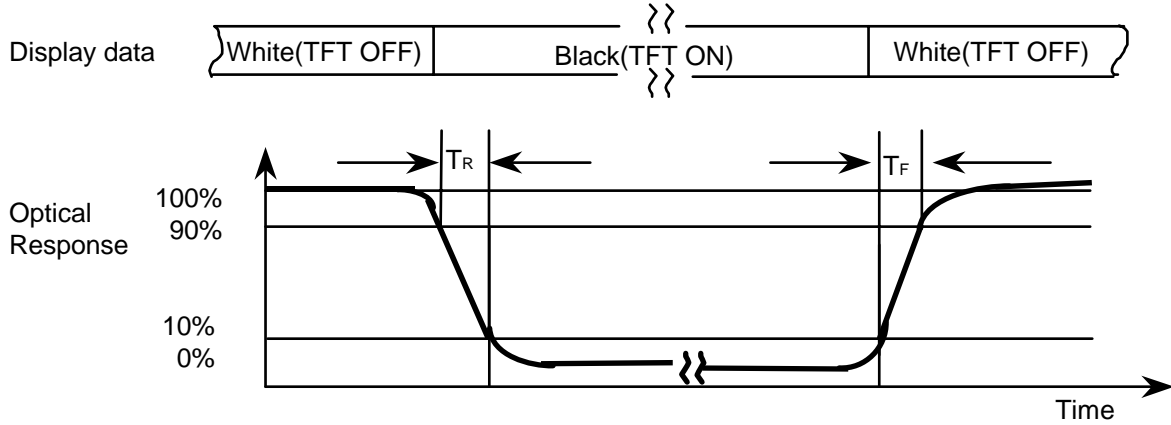 Display data
White(TFT OFF)
Black(TFT ON)
White(TFT OFF)
TR
TF
100%
Optical
Response
90%
10%
0%
Time